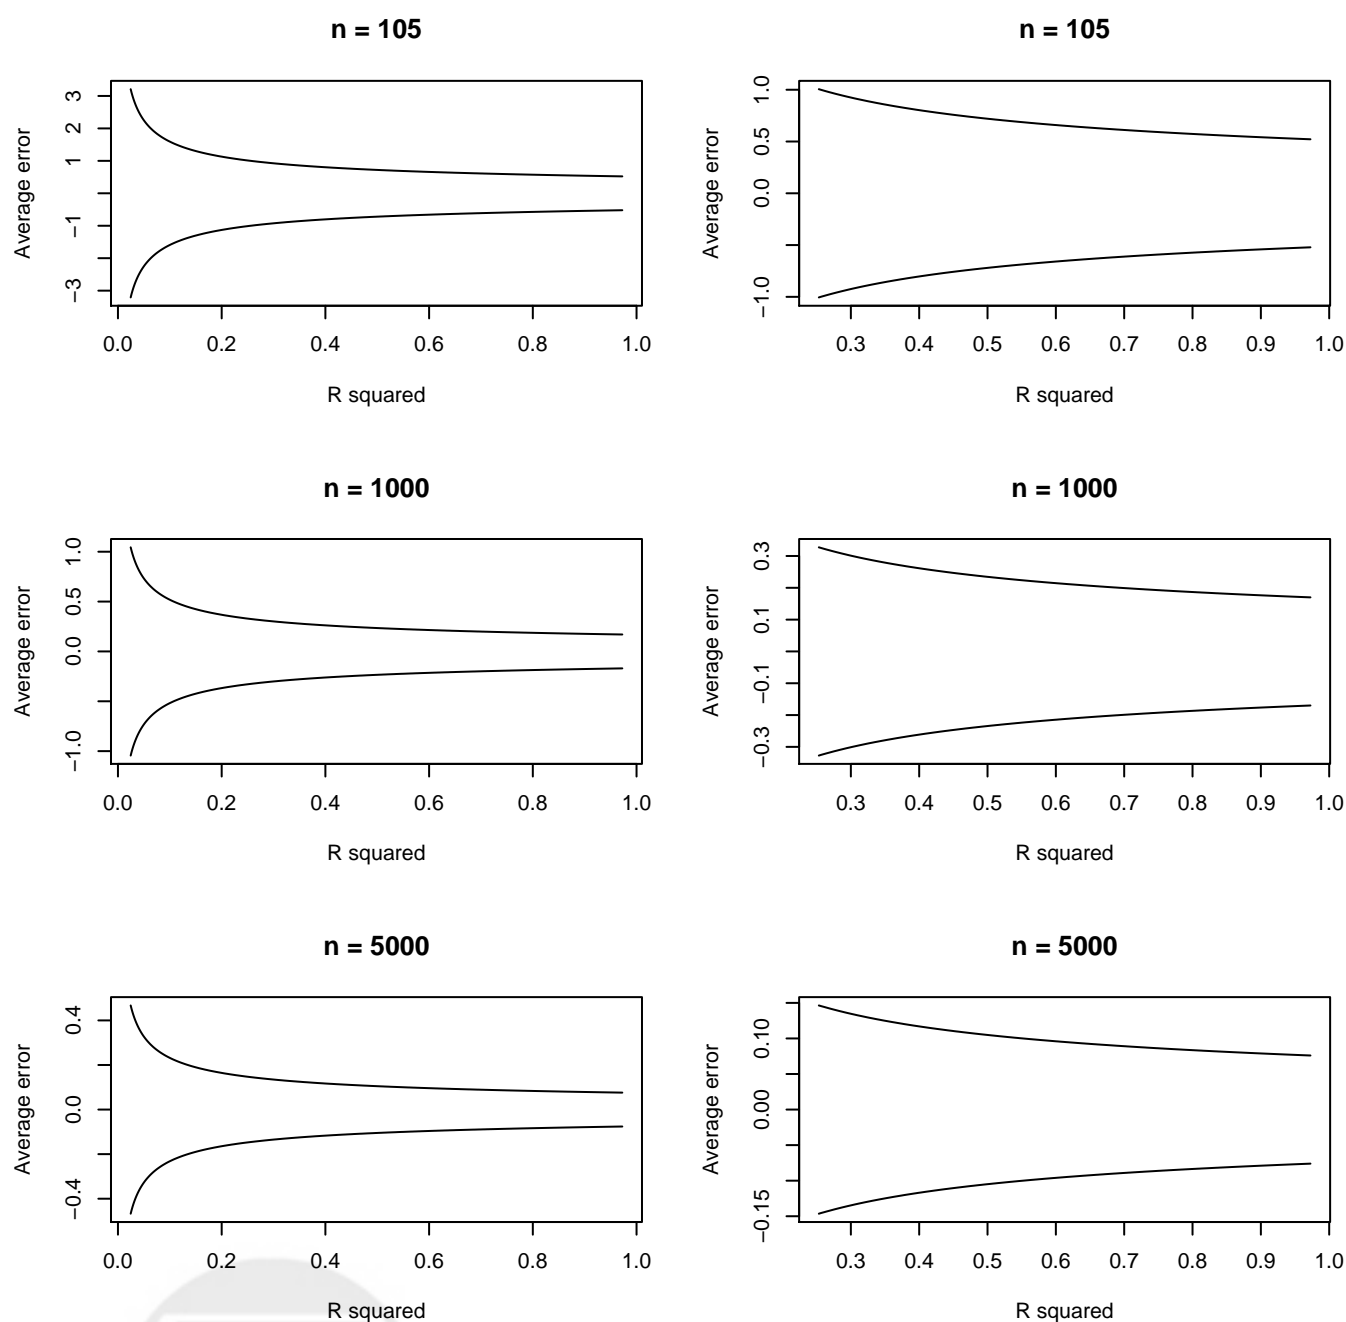 n = 105
Average error
3
2
1
−1
−3
0.0 0.2 0.4 0.6 0.8 1.0
R squared
n = 105
Average error
1.0
0.5
0.0
−1.0
0.3 0.4 0.5 0.6 0.7 0.8 0.9 1.0
R squared
n = 1000
Average error
1.0
0.5
0.0
−1.0
0.0 0.2 0.4 0.6 0.8 1.0
R squared
n = 1000
Average error
0.3
0.1
−0.1
−0.3
0.3 0.4 0.5 0.6 0.7 0.8 0.9 1.0
R squared
n = 5000
Average error
0.4
0.0
−0.4
0.0 0.2 0.4 0.6 0.8 1.0
R squared
n = 5000
Average error
0.10
0.00
−0.15
0.3 0.4 0.5 0.6 0.7 0.8 0.9 1.0
R squared